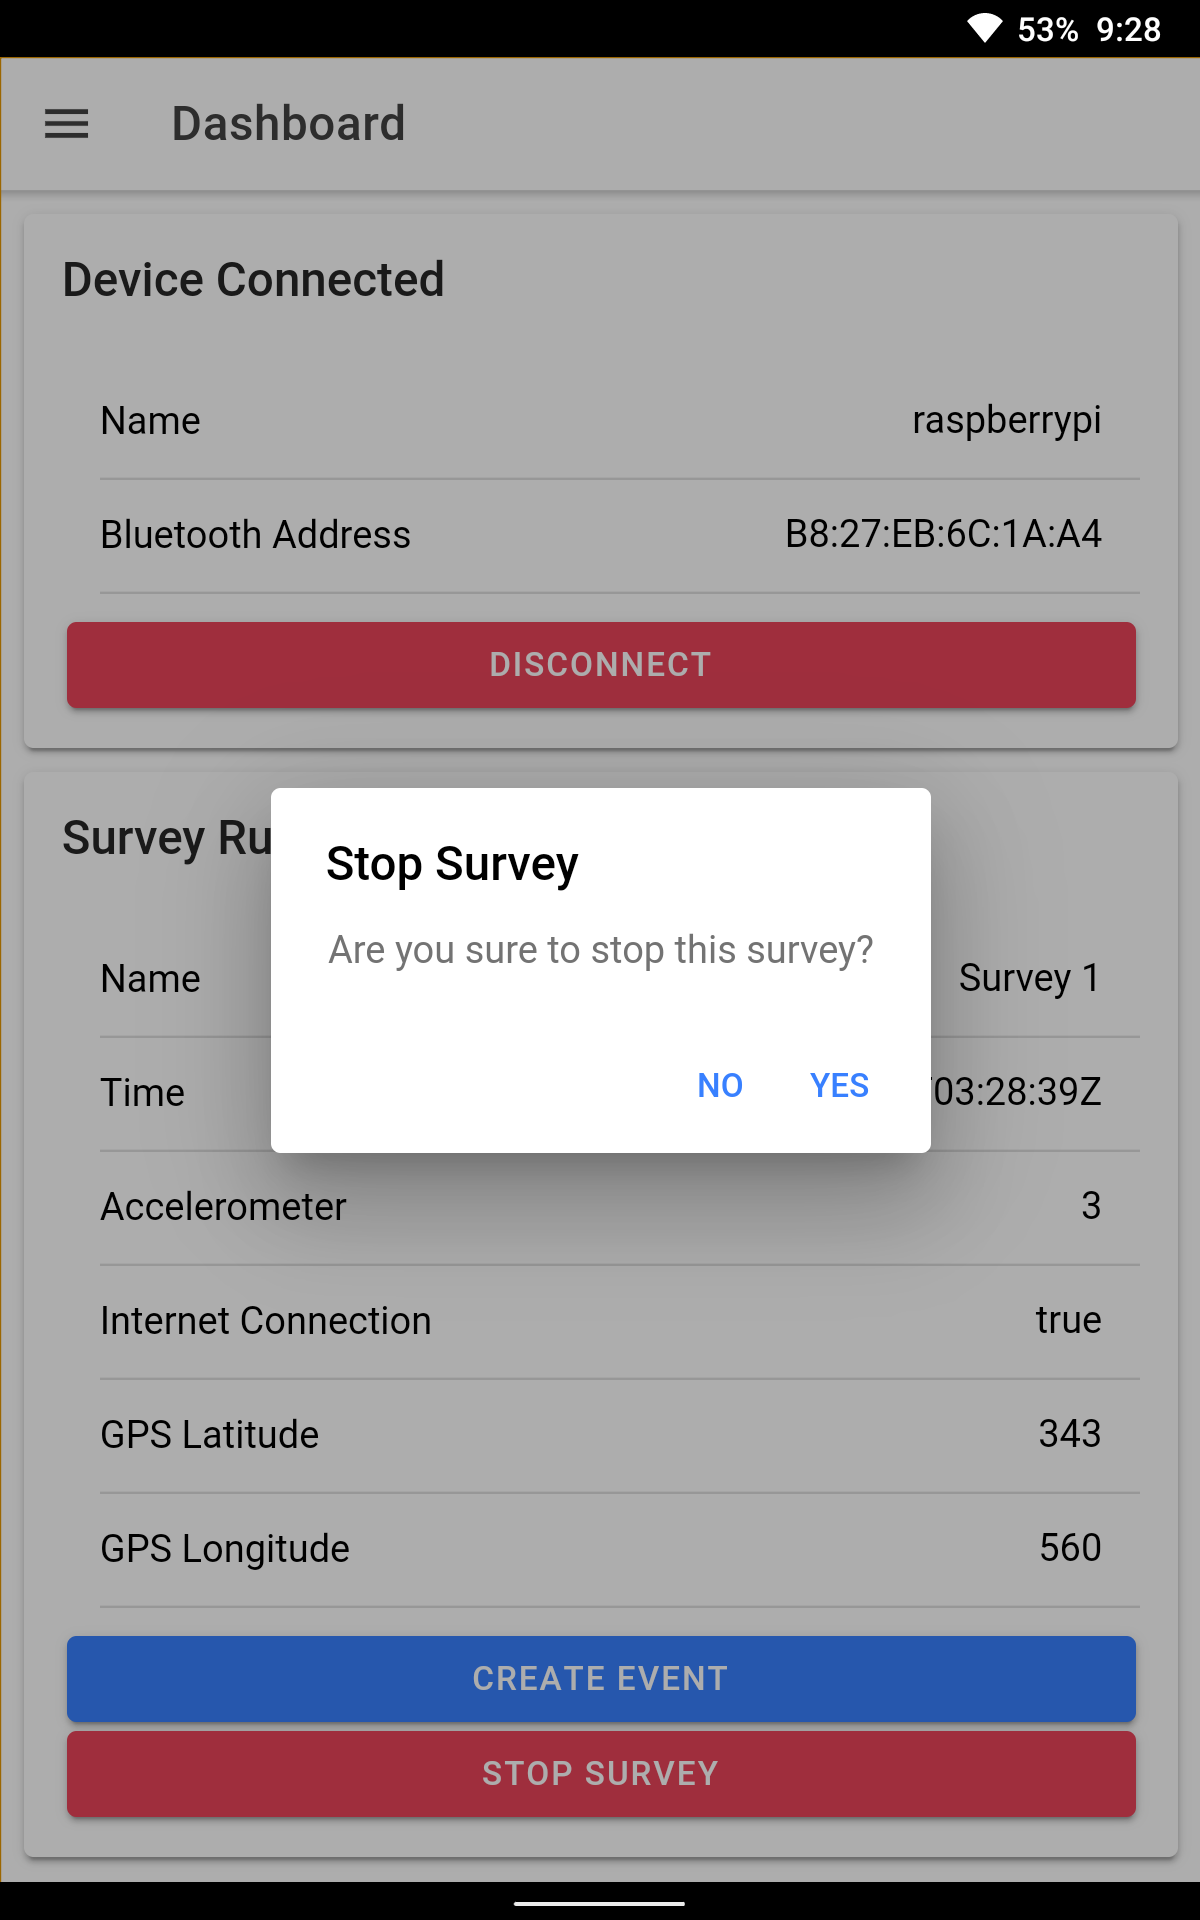 53% 9:28
Dashboard
Device Connected
Name raspberrypi
Bluetooth Address B8:27:EB:6C:1A:A4
DISCONNECT
Survey
Stop Survey
Are you sure to stop this survey?
NO YES
Name Survey 1
Time 03:28:39Z
Accelerometer 3
Internet Connection true
GPS Latitude 343
GPS Longitude 560
CREATE EVENT
STOP SURVEY